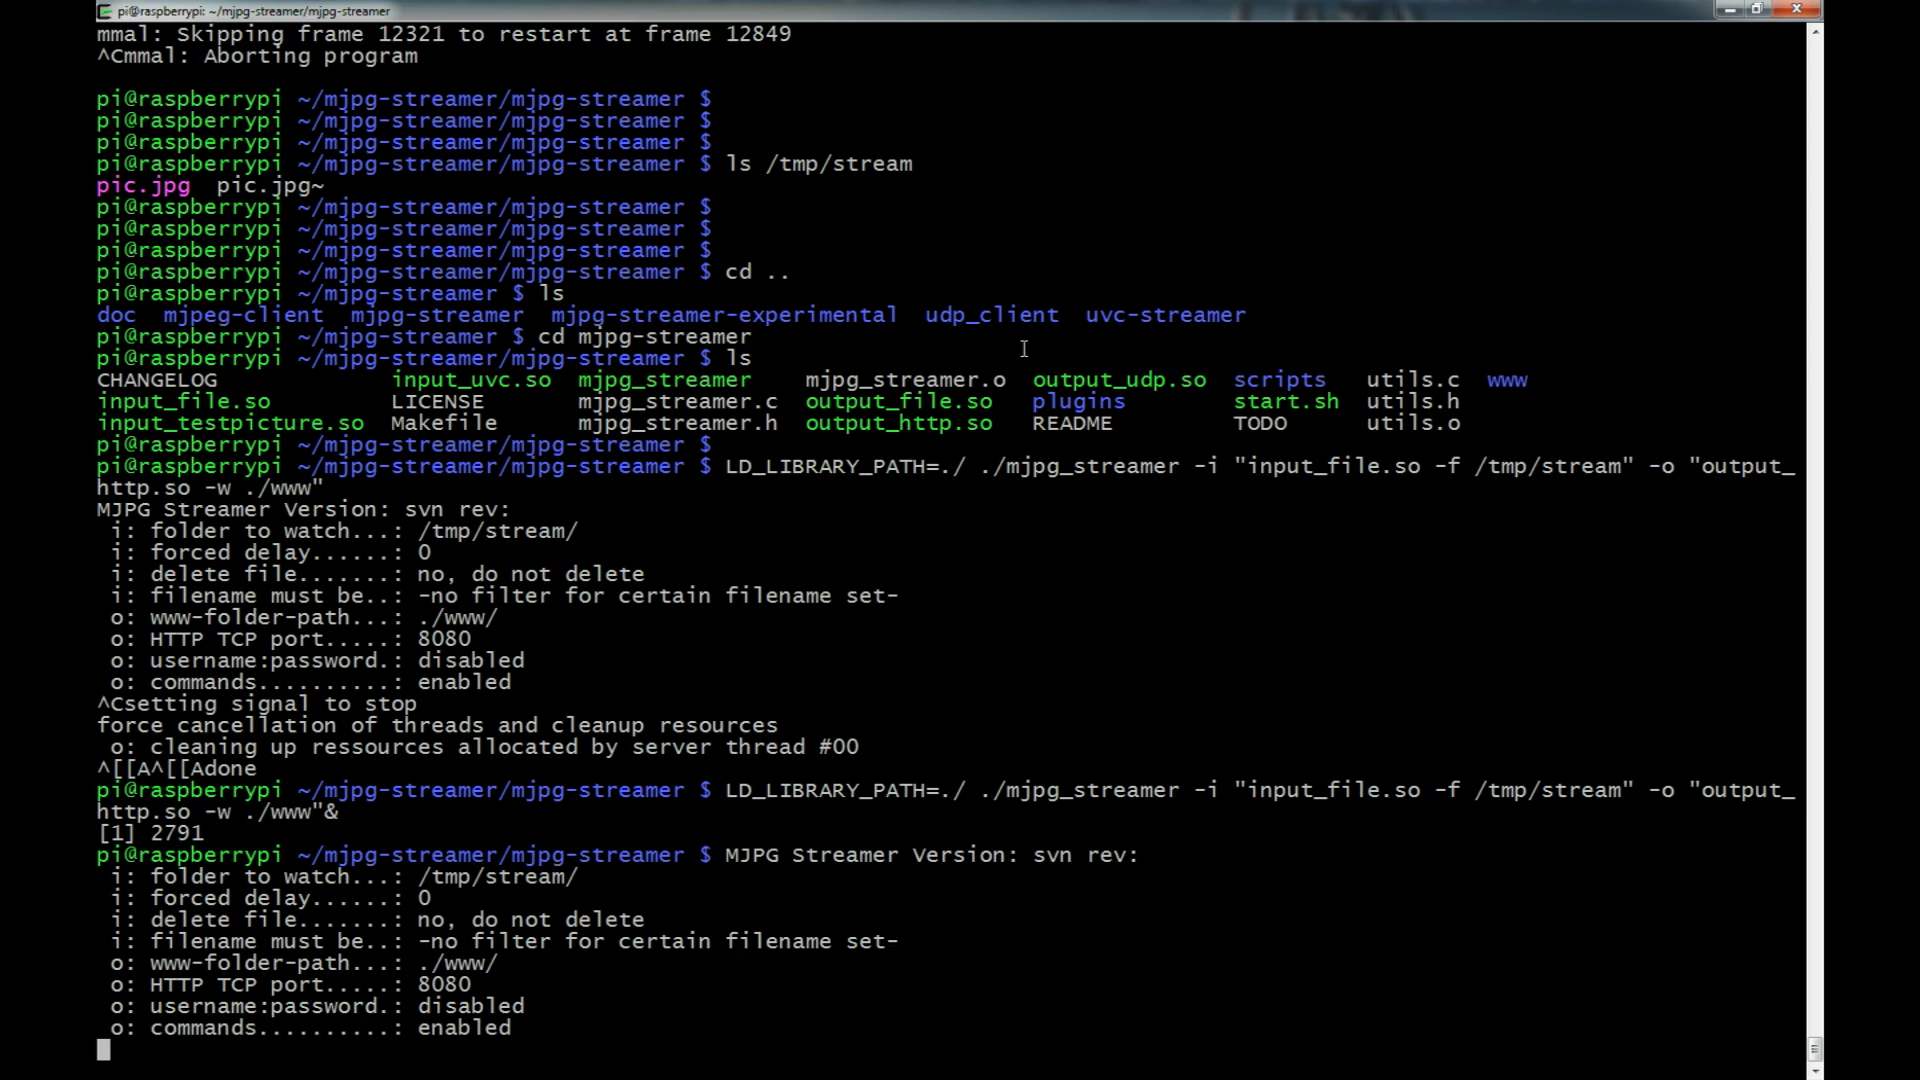 pi@raspberrypi: ~/mjpg-streamer/mjpg-streamer
mmal: Skipping frame 12321 to restart at frame 12849
^Cmmal: Aborting program
pi@raspberrypi ~/mjpg-streamer/mjpg-streamer $
pi@raspberrypi ~/mjpg-streamer/mjpg-streamer $
pi@raspberrypi ~/mjpg-streamer/mjpg-streamer $
pi@raspberrypi ~/mjpg-streamer/mjpg-streamer $ ls /tmp/stream
pic.jpg  pic.jpg~
pi@raspberrypi ~/mjpg-streamer/mjpg-streamer $
pi@raspberrypi ~/mjpg-streamer/mjpg-streamer $
pi@raspberrypi ~/mjpg-streamer/mjpg-streamer $
pi@raspberrypi ~/mjpg-streamer/mjpg-streamer $ cd ..
pi@raspberrypi ~/mjpg-streamer $ ls
doc  mjpeg-client  mjpg-streamer  mjpg-streamer-experimental  udp_client  uvc-streamer
pi@raspberrypi ~/mjpg-streamer $ cd mjpg-streamer
pi@raspberrypi ~/mjpg-streamer/mjpg-streamer $ ls
CHANGELOG             input_uvc.so  mjpg_streamer    mjpg_streamer.o  output_udp.so  scripts   utils.c  www
input_file.so         LICENSE       mjpg_streamer.c  output_file.so   plugins        start.sh  utils.h
input_testpicture.so  Makefile      mjpg_streamer.h  output_http.so   README         TODO      utils.o
pi@raspberrypi ~/mjpg-streamer/mjpg-streamer $
pi@raspberrypi ~/mjpg-streamer/mjpg-streamer $ LD_LIBRARY_PATH=./ ./mjpg_streamer -i "input_file.so -f /tmp/stream" -o "output_
http.so -w ./www"
MJPG Streamer Version: svn rev:
 i: folder to watch...: /tmp/stream/
 i: forced delay......: 0
 i: delete file.......: no, do not delete
 i: filename must be..: -no filter for certain filename set-
 o: www-folder-path...: ./www/
 o: HTTP TCP port.....: 8080
 o: username:password.: disabled
 o: commands..........: enabled
^Csetting signal to stop
force cancellation of threads and cleanup resources
 o: cleaning up ressources allocated by server thread #00
^[[A^[[Adone
pi@raspberrypi ~/mjpg-streamer/mjpg-streamer $ LD_LIBRARY_PATH=./ ./mjpg_streamer -i "input_file.so -f /tmp/stream" -o "output_
http.so -w ./www"&
[1] 2791
pi@raspberrypi ~/mjpg-streamer/mjpg-streamer $ MJPG Streamer Version: svn rev:
 i: folder to watch...: /tmp/stream/
 i: forced delay......: 0
 i: delete file.......: no, do not delete
 i: filename must be..: -no filter for certain filename set-
 o: www-folder-path...: ./www/
 o: HTTP TCP port.....: 8080
 o: username:password.: disabled
 o: commands..........: enabled